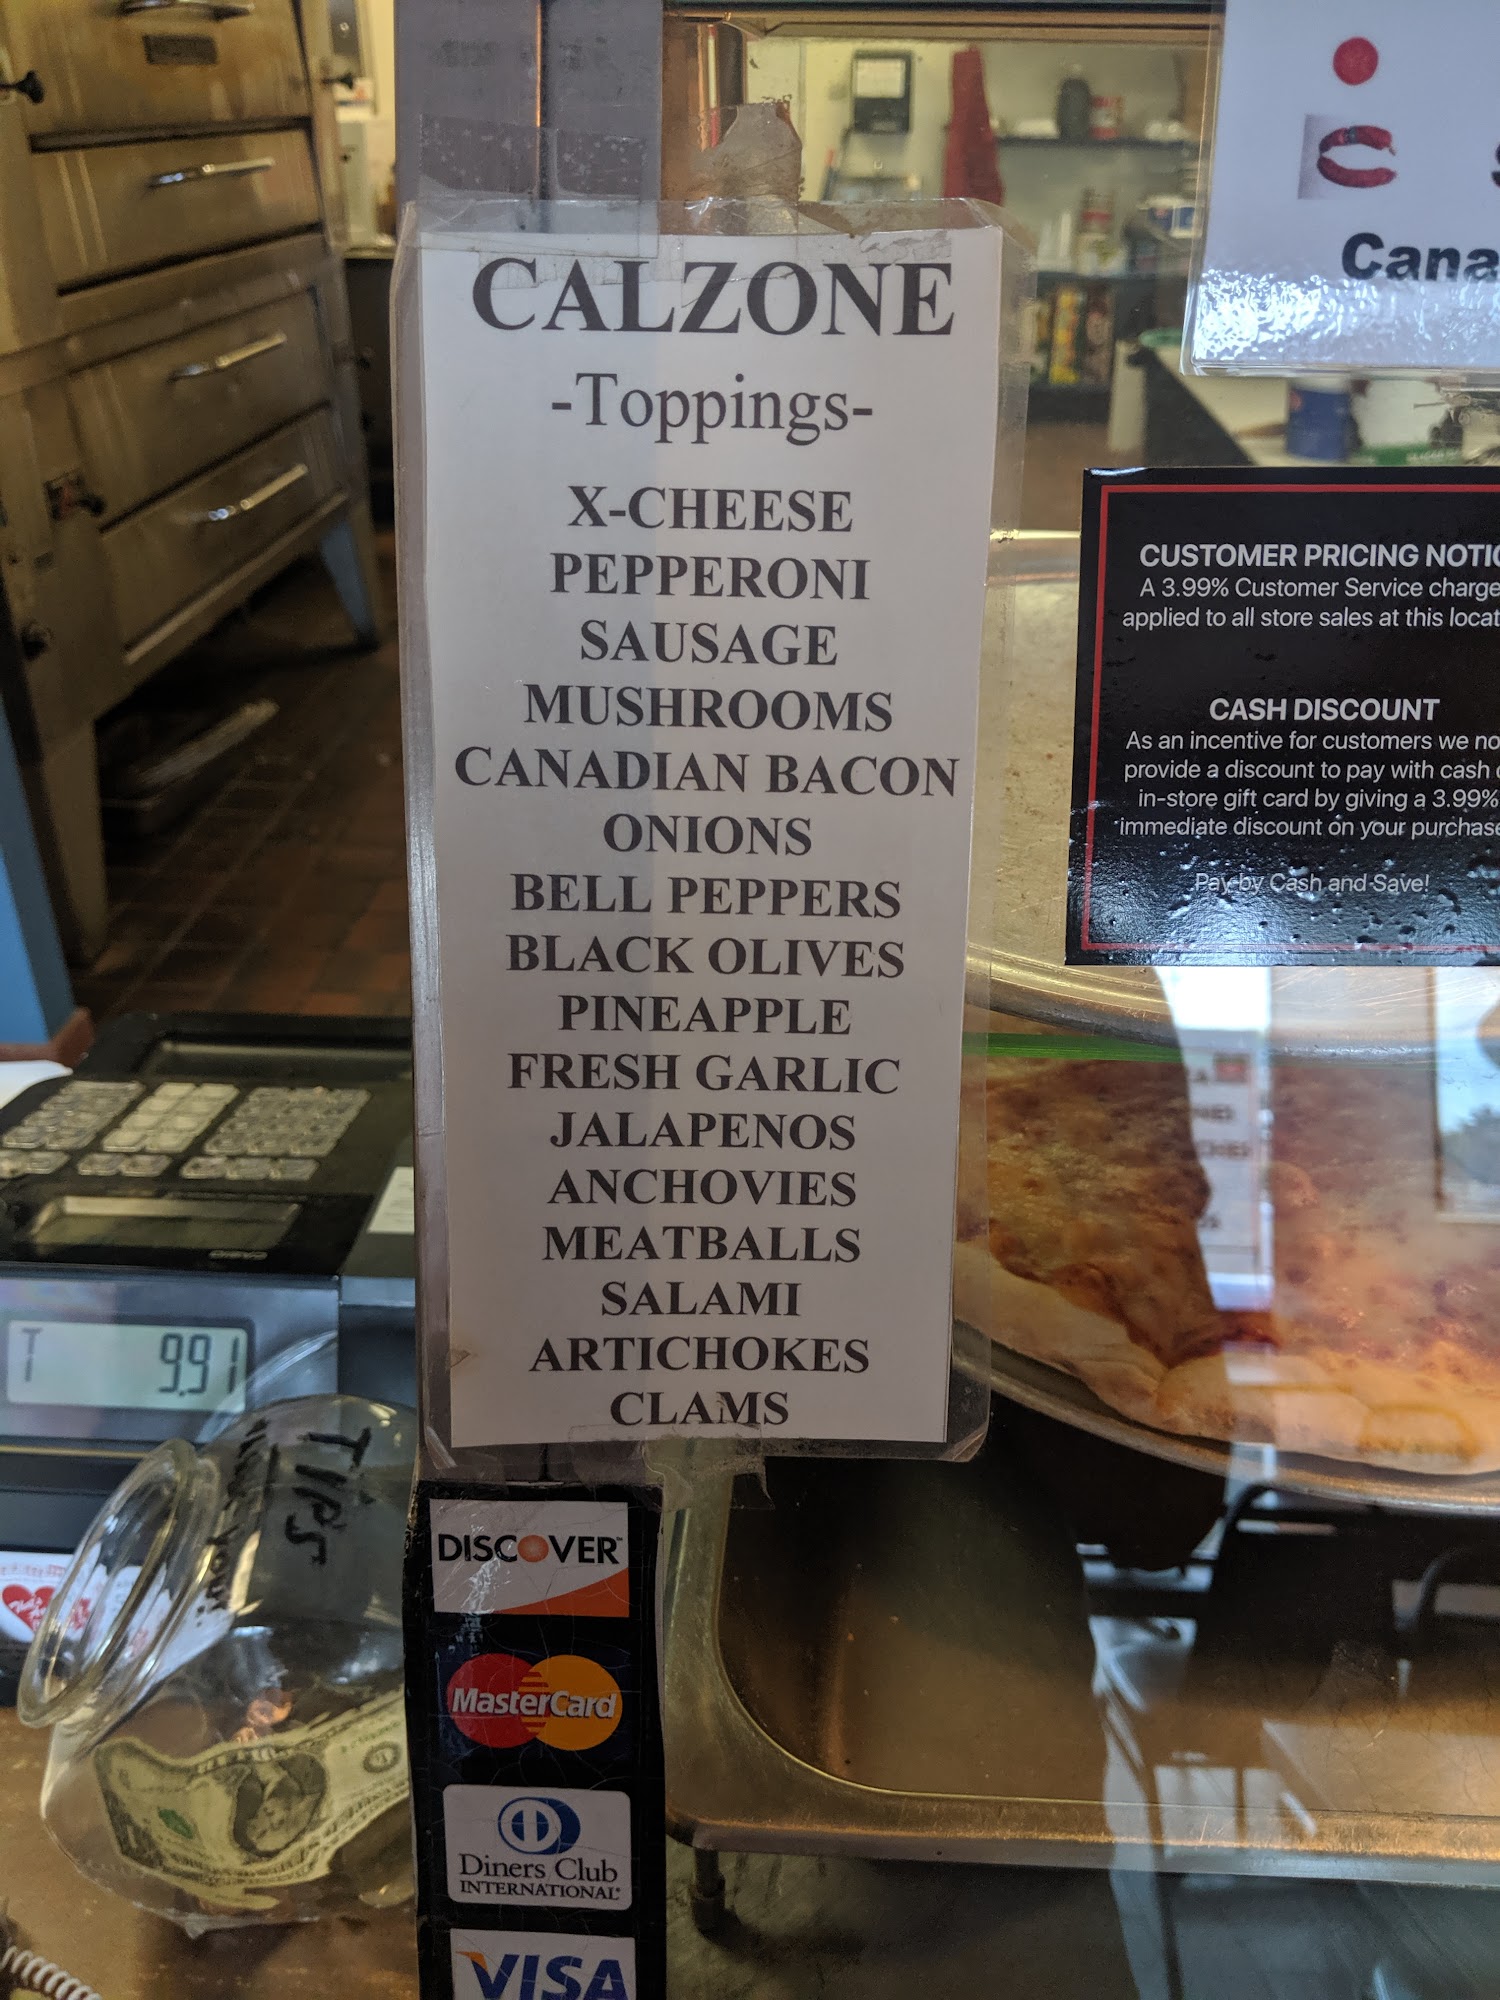 CALZONE
-Toppings-
X-CHEESE
PEPPERONI
SAUSAGE
MUSHROOMS
CANADIAN BACON
ONIONS
BELL PEPPERS
BLACK OLIVES
PINEAPPLE
FRESH GARLIC
JALAPENOS
ANCHOVIES
MEATBALLS
SALAMI
ARTICHOKES
CLAMS
Cana
CUSTOMER PRICING NOTIC
A 3.99% Customer Service charge
applied to all store sales at this locat
CASH DISCOUNT
As an incentive for customers we no
provide a discount to pay with cash
in-store gift card by giving a 3.99%
immediate discount on your purchase
Pay by Cash and Save!
T 9.91
TIPS
DISCOVER
MasterCard
Diners Club
INTERNATIONAL
VISA